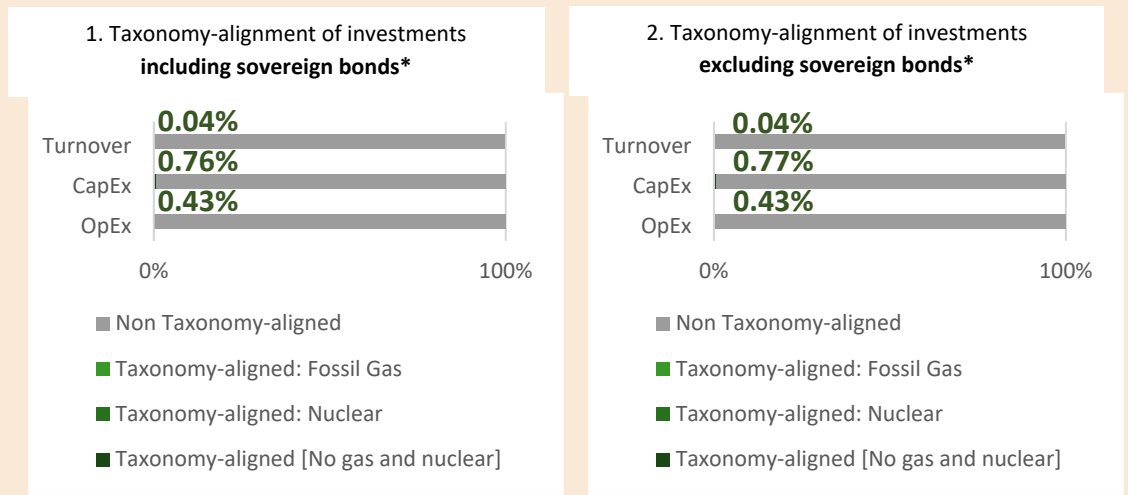 1. Taxonomy-alignment of investments
including sovereign bonds*
0.04%
Turnover
0.76%
CapEx
0.43%
OpEx
0%
100%
Non Taxonomy-aligned
Taxonomy-aligned: Fossil Gas
Taxonomy-aligned: Nuclear
Taxonomy-aligned [No gas and nuclear]
2. Taxonomy-alignment of investments
excluding sovereign bonds*
0.04%
Turnover
0.77%
CapEx
0.43%
OpEx
0%
100%
Non Taxonomy-aligned
Taxonomy-aligned: Fossil Gas
Taxonomy-aligned: Nuclear
Taxonomy-aligned [No gas and nuclear]